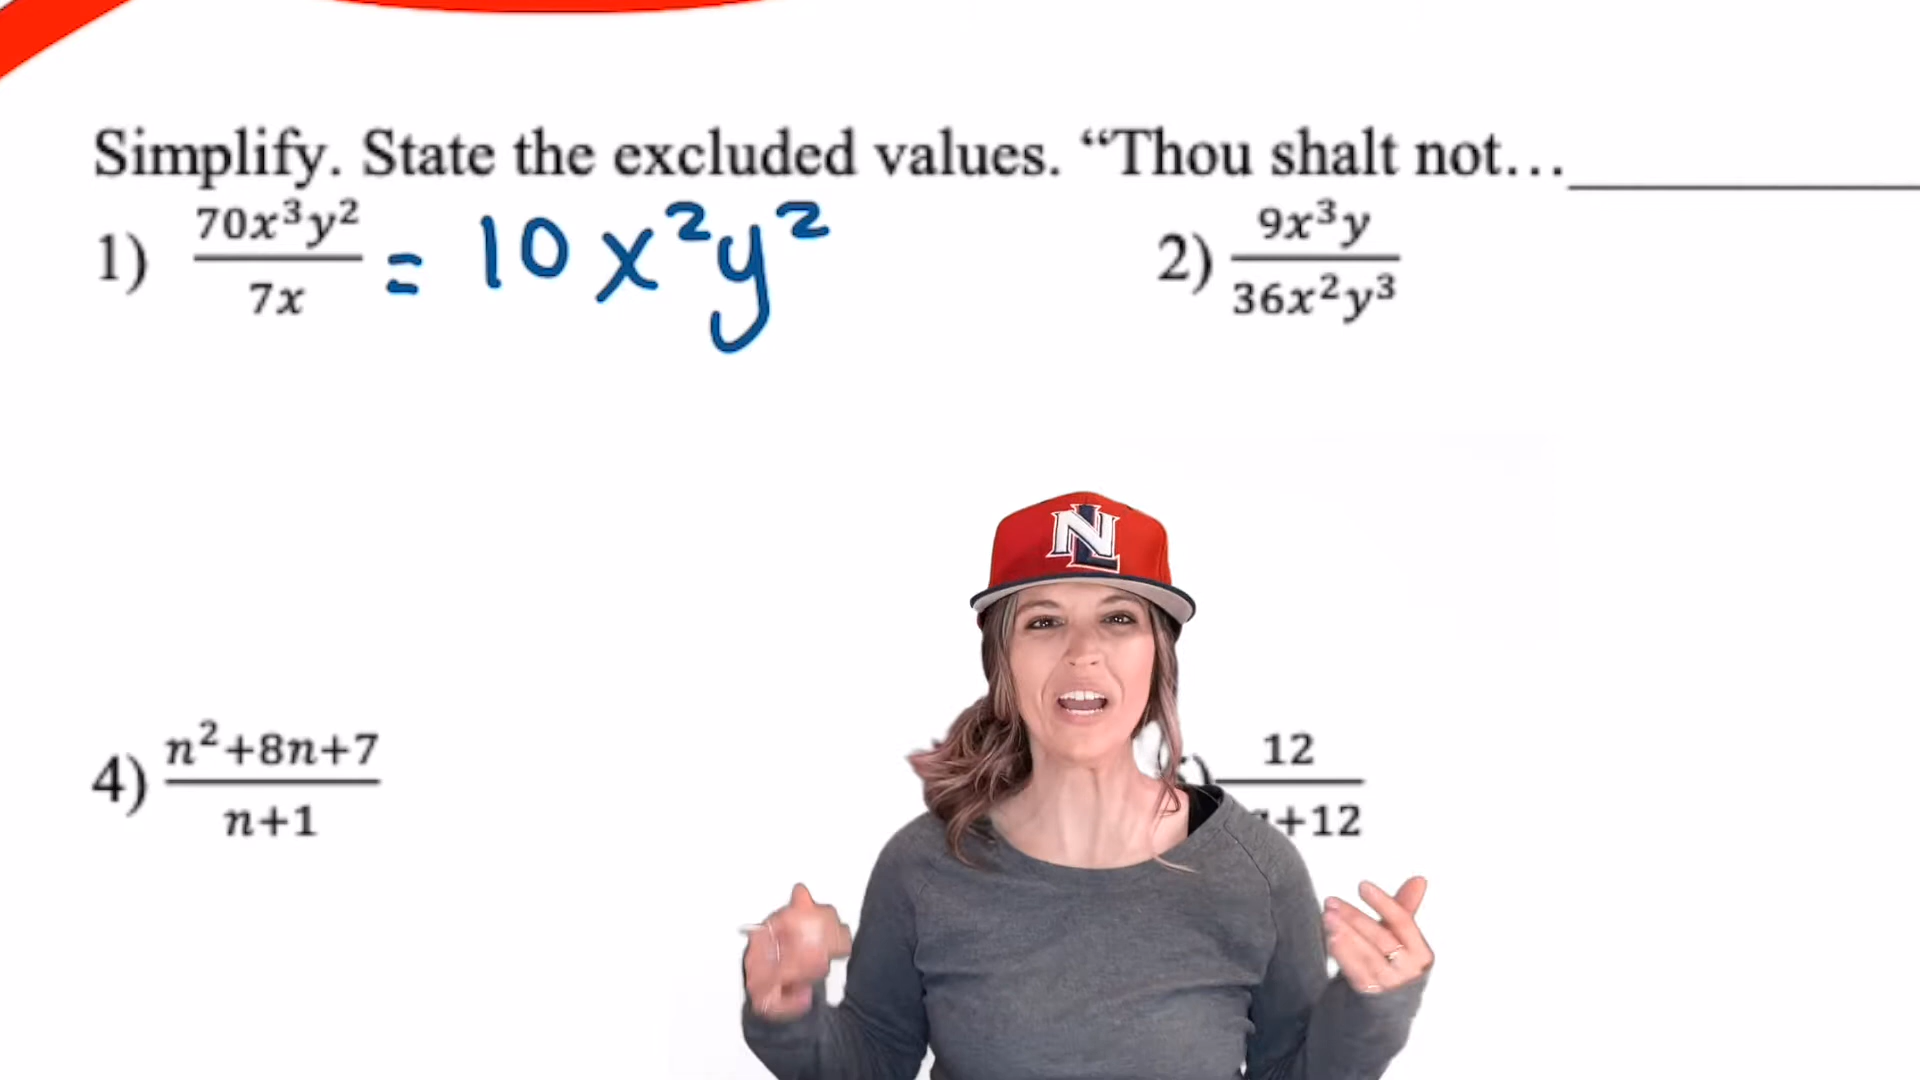 Simplify. State the excluded values. “Thou shalt not…__________
1) 70x³y² / 7x = 10x²y²
2) 9x³y / 36x²y³
NL
4) n²+8n+7 / n+1
12 / +12